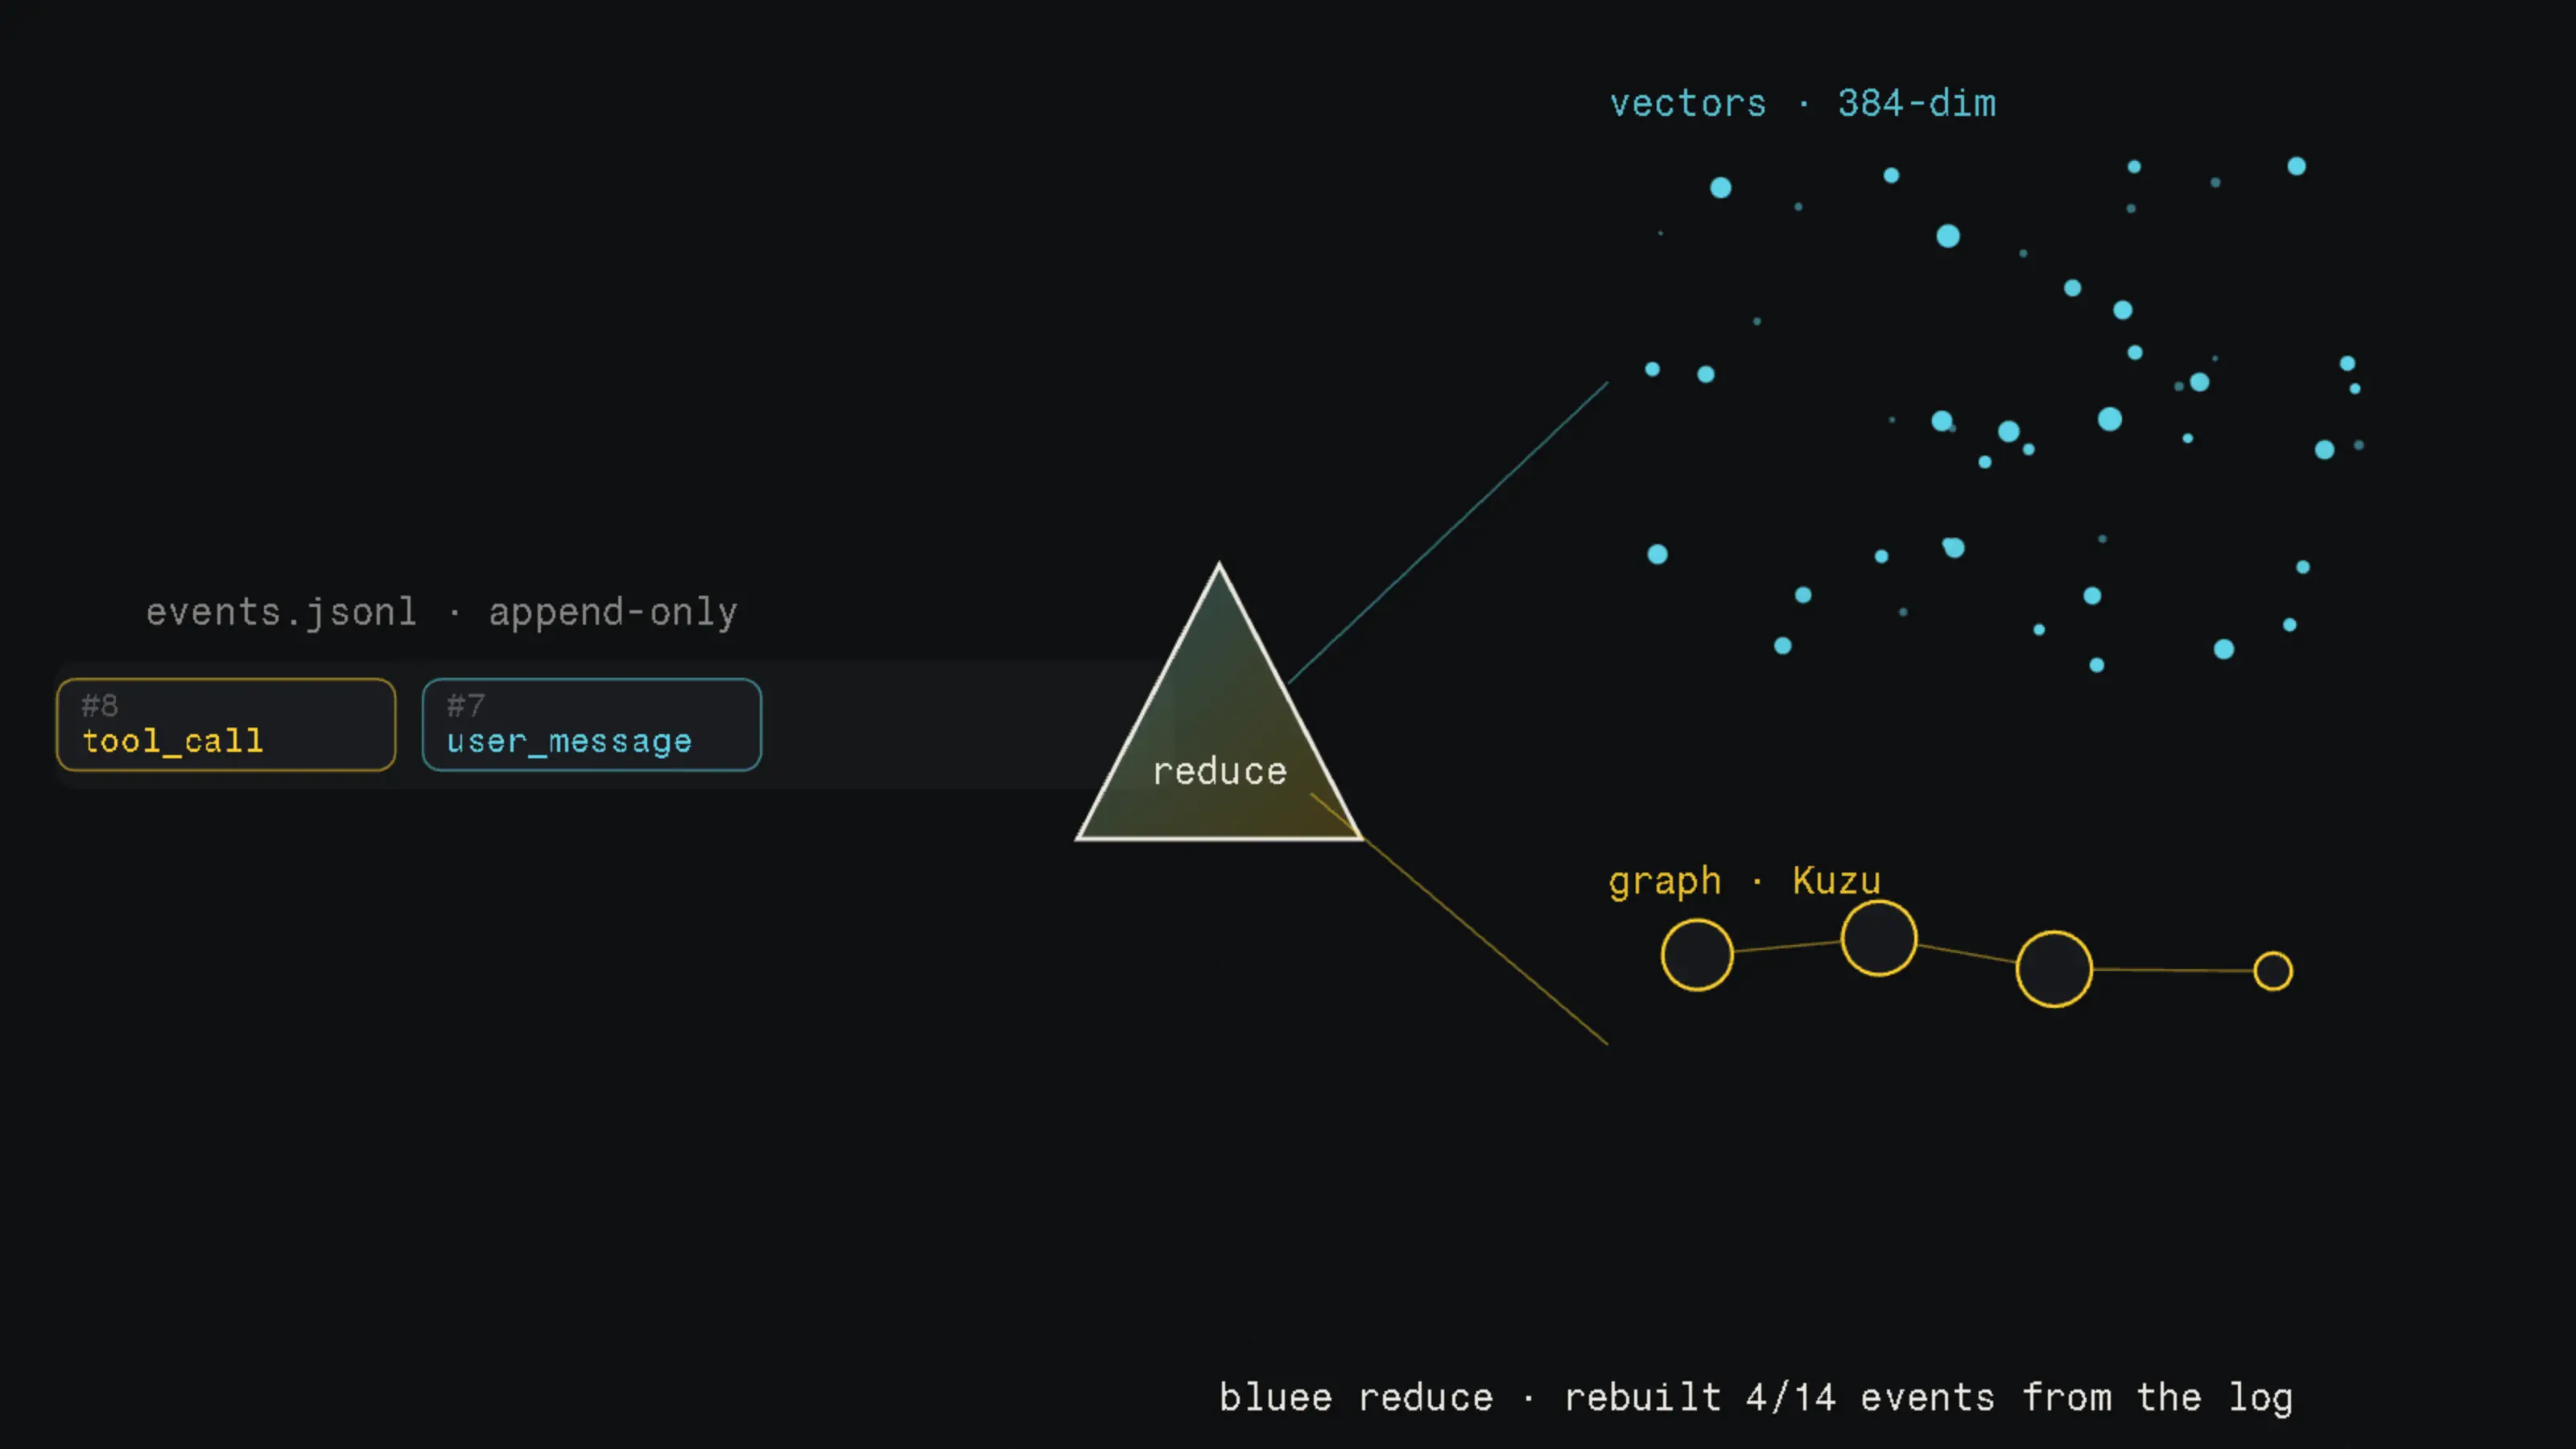 vectors · 384-dim
events.jsonl · append-only
#8
tool_call
#7
user_message
reduce
graph · Kuzu
bluee reduce · rebuilt 4/14 events from the log